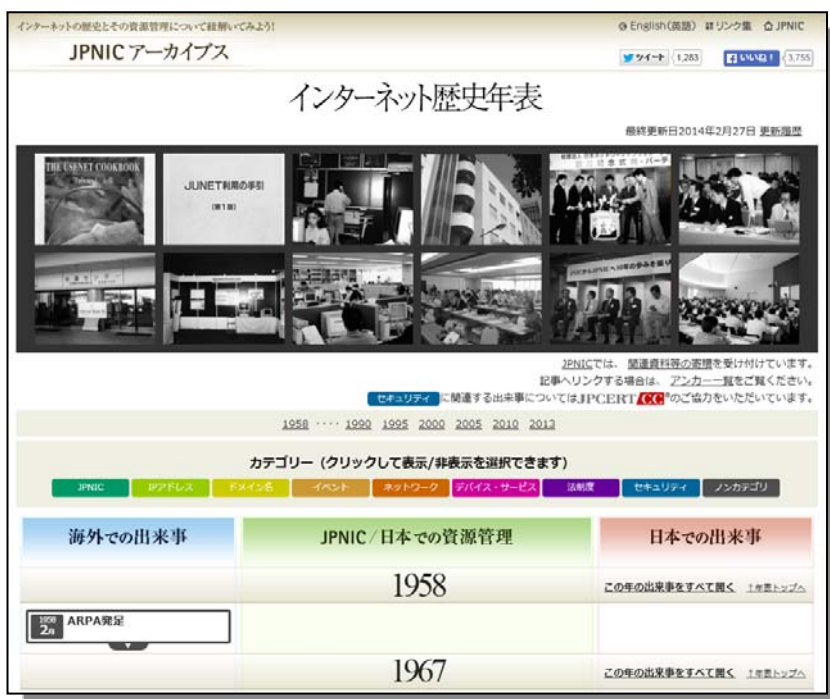 インターネットの歴史とその資源管理について紐解いてみよう!
English(英語) リンク集 JPNIC
JPNIC アーカイブス
ツイート 1,283 いいね! 3,755
インターネット歴史年表
最終更新日2014年2月27日 更新履歴
THE USENET COOKBOOK
JUNET利用の手引
(第1版)
JPNICでは、 関連資料等の寄贈を受け付けています。
記事へリンクする場合は、 アンカー一覧をご覧ください。
セキュリティ に関連する出来事についてはJPCERT CC®のご協力をいただいています。
1958 ···· 1990 1995 2000 2005 2010 2013
カテゴリー (クリックして表示/非表示を選択できます)
JPNIC IPアドレス ドメイン名 イベント ネットワーク デバイス・サービス 法制度 セキュリティ ノンカテゴリ
海外での出来事 JPNIC/日本での資源管理 日本での出来事
1958 この年の出来事をすべて開く ↑年表トップへ
1958 2月 ARPA発足
1967 この年の出来事をすべて開く ↑年表トップへ